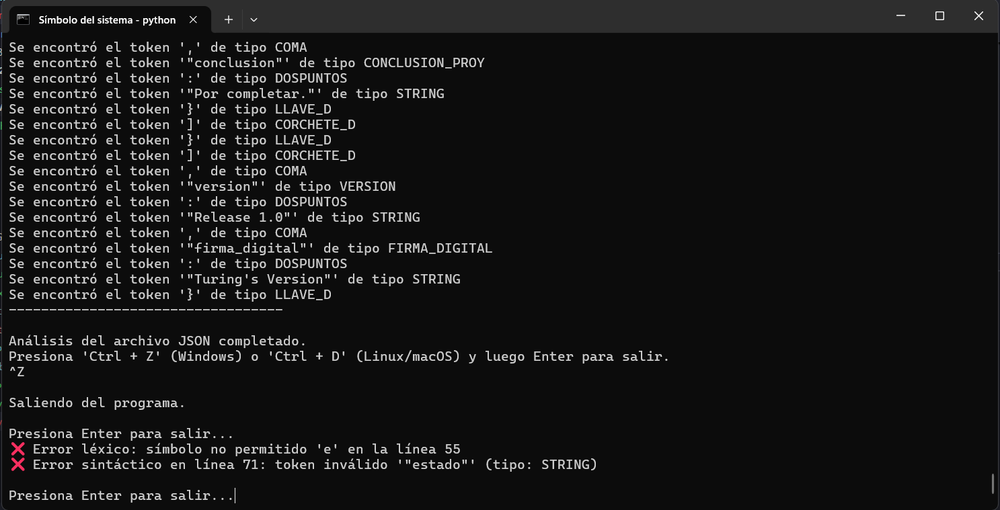 Símbolo del sistema - python
Se encontró el token ',' de tipo COMA
Se encontró el token '"conclusion"' de tipo CONCLUSION_PROY
Se encontró el token ':' de tipo DOSPUNTOS
Se encontró el token '"Por completar."' de tipo STRING
Se encontró el token '}' de tipo LLAVE_D
Se encontró el token ']' de tipo CORCHETE_D
Se encontró el token '}' de tipo LLAVE_D
Se encontró el token ']' de tipo CORCHETE_D
Se encontró el token ',' de tipo COMA
Se encontró el token '"version"' de tipo VERSION
Se encontró el token ':' de tipo DOSPUNTOS
Se encontró el token '"Release 1.0"' de tipo STRING
Se encontró el token ',' de tipo COMA
Se encontró el token '"firma_digital"' de tipo FIRMA_DIGITAL
Se encontró el token ':' de tipo DOSPUNTOS
Se encontró el token '"Turing's Version"' de tipo STRING
Se encontró el token '}' de tipo LLAVE_D
----------------------------------
Análisis del archivo JSON completado.
Presiona 'Ctrl + Z' (Windows) o 'Ctrl + D' (Linux/macOS) y luego Enter para salir.
^Z
Saliendo del programa.
Presiona Enter para salir...
❌ Error léxico: símbolo no permitido 'e' en la línea 55
❌ Error sintáctico en línea 71: token inválido '"estado"' (tipo: STRING)
Presiona Enter para salir...